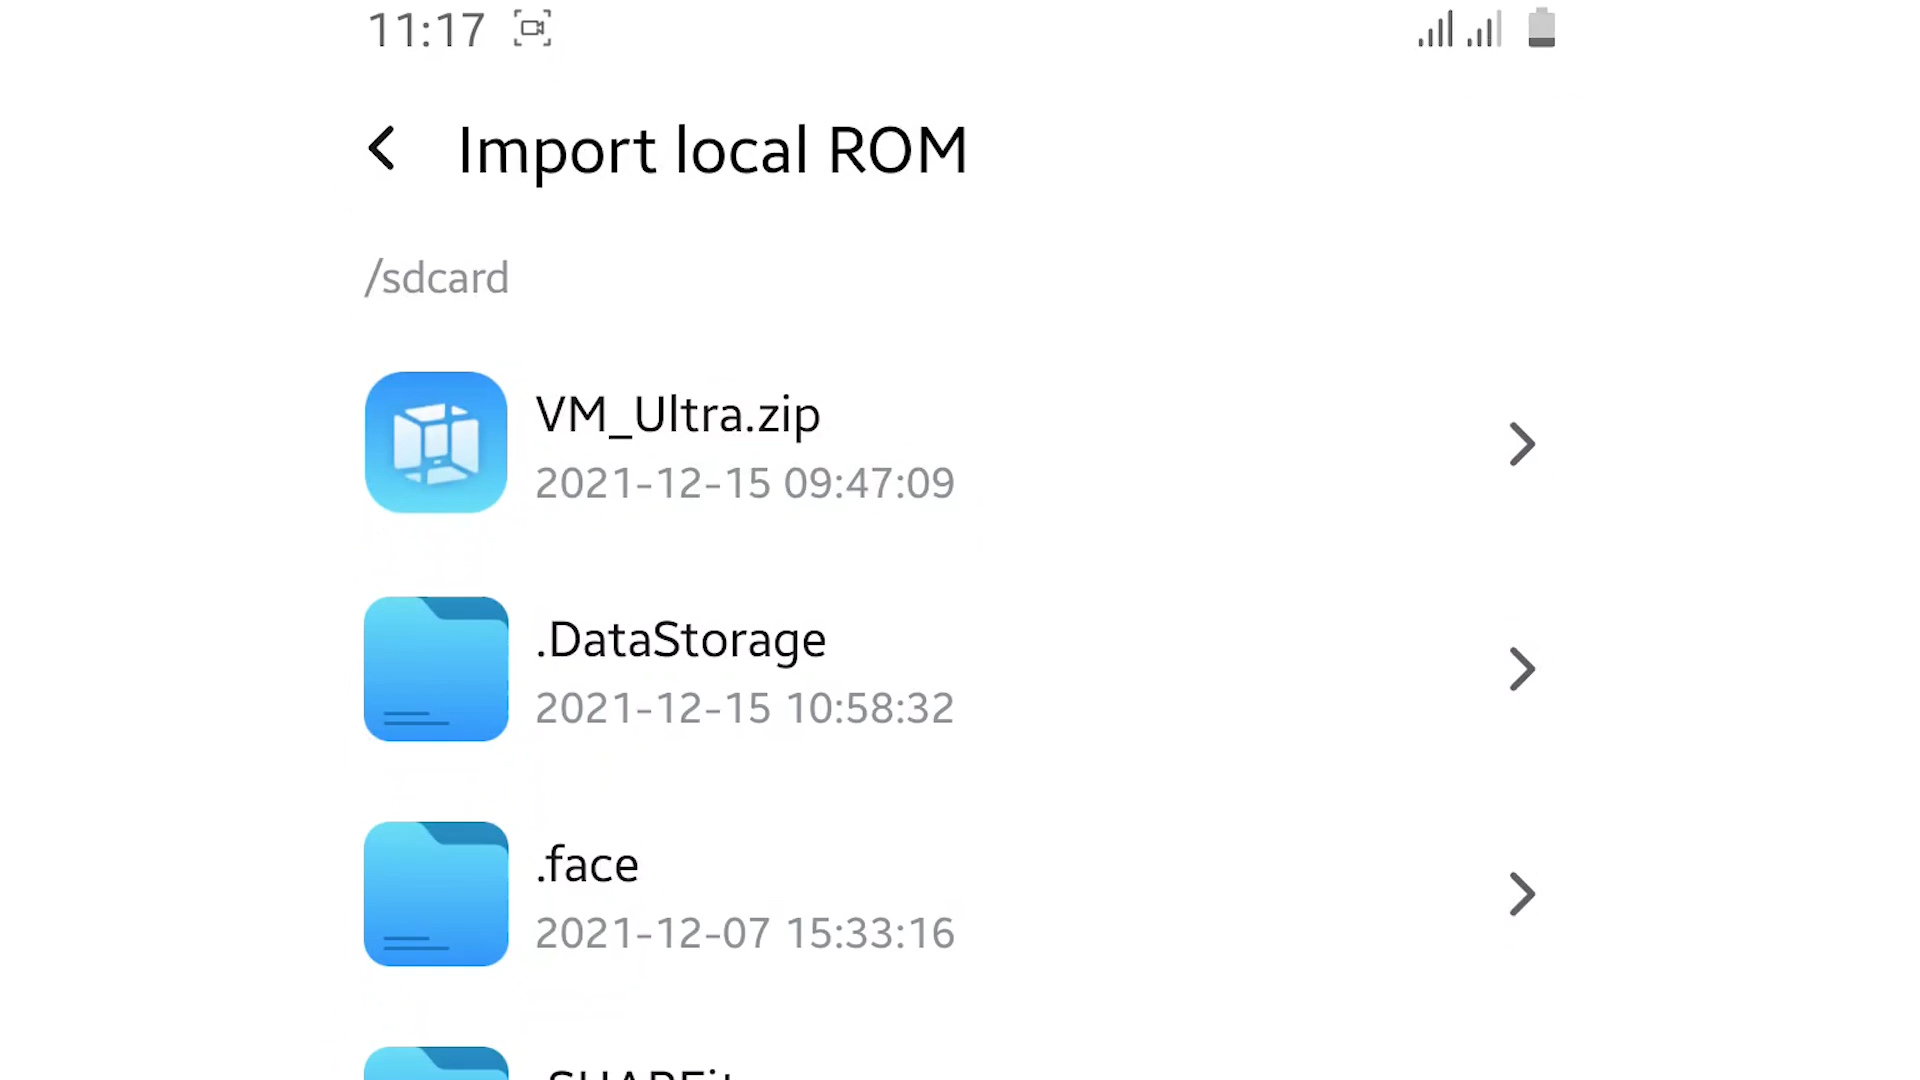 11:17
Import local ROM
/sdcard
VM_Ultra.zip
2021-12-15 09:47:09
.DataStorage
2021-12-15 10:58:32
.face
2021-12-07 15:33:16
.SHAREit